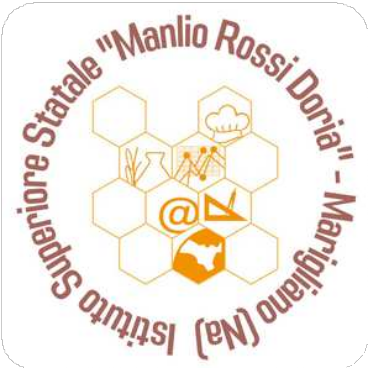 Istituto Superiore Statale "Manlio Rossi Doria" - Marigliano (Na)
@